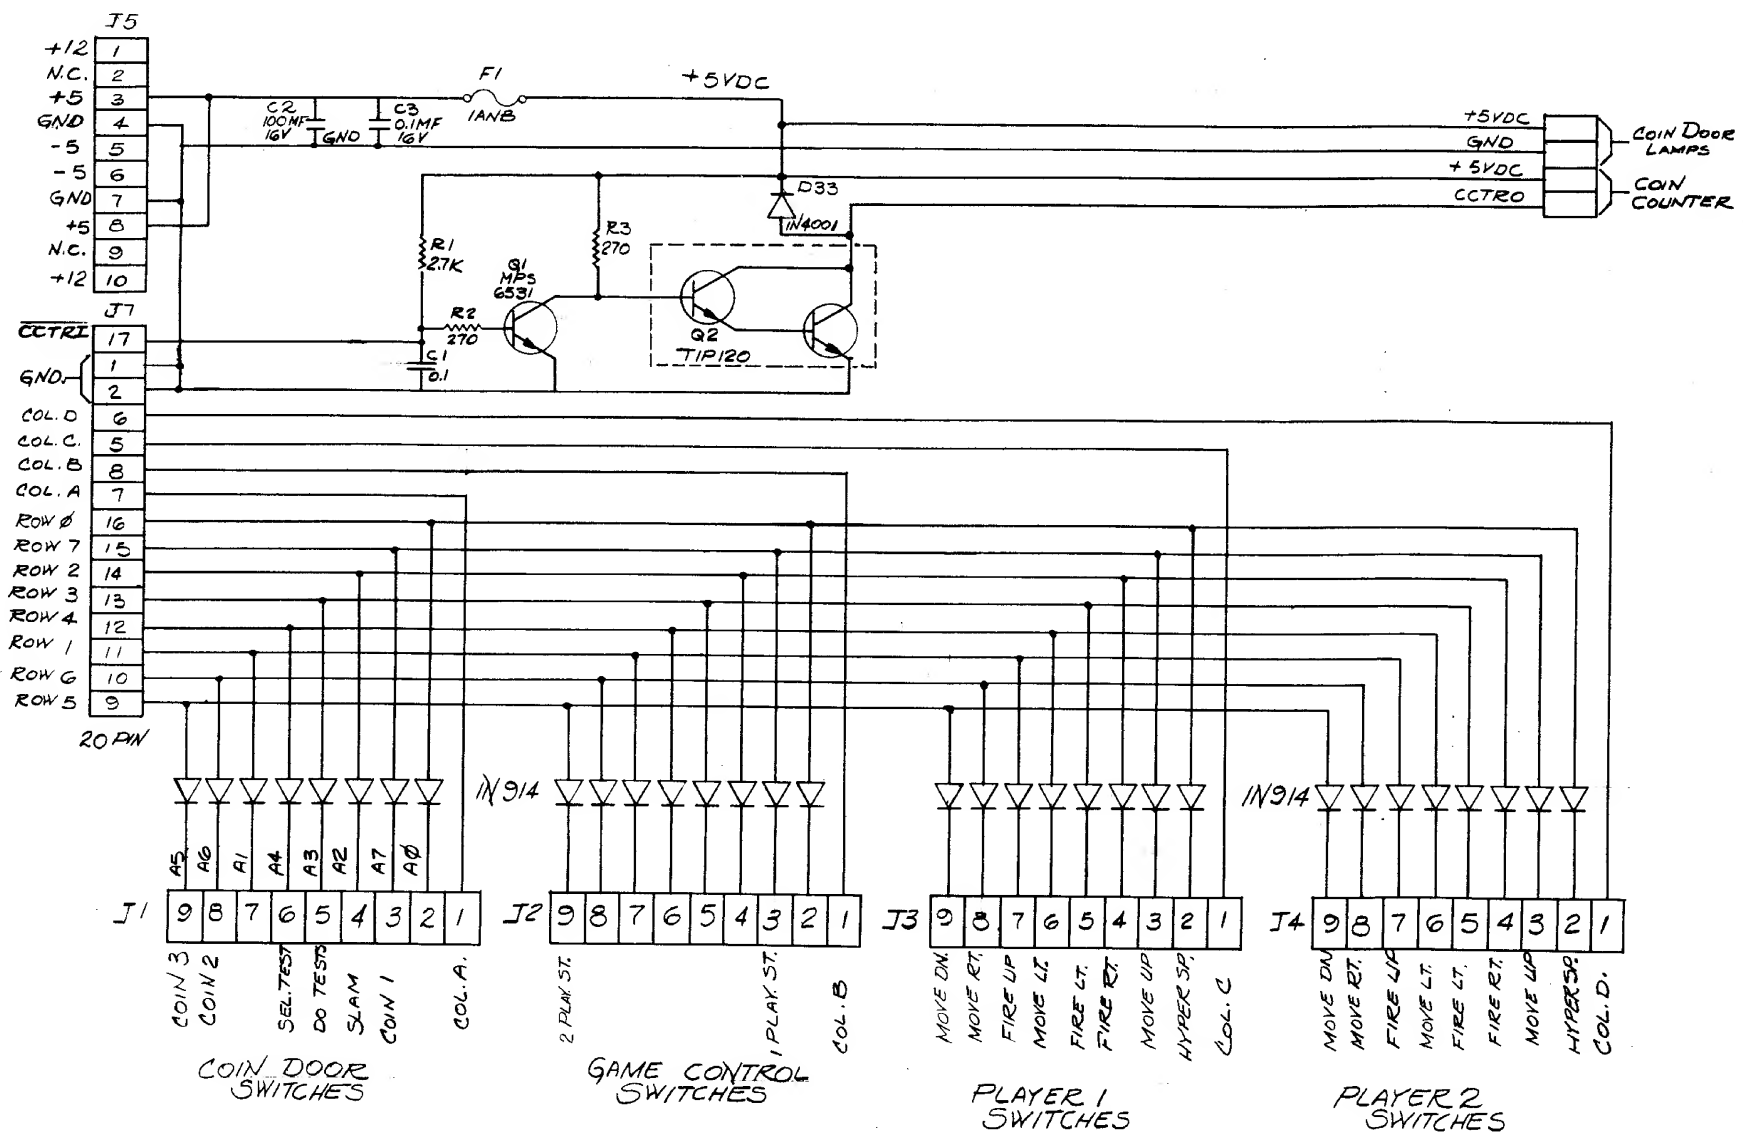 J5
+12 1
N.C. 2
+5 3
GND 4
-5 5
-5 6
GND 7
+5 8
N.C. 9
+12 10
F1
1ANB
+5VDC
C2
100MF
16V
GND
C3
0.1MF
16V
R1
2.7K
R2
270
C1
0.1
Q1
MPS
6531
R3
270
D33
1N4001
Q2
TIP120
+5VDC
GND
COIN DOOR
LAMPS
+5VDC
CCTRO
COIN
COUNTER
J7
CCTRI 17
GND. 1
2
COL. D 6
COL. C. 5
COL. B 8
COL. A 7
ROW Ø 16
ROW 7 15
ROW 2 14
ROW 3 13
ROW 4 12
ROW 1 11
ROW 6 10
ROW 5 9
20 PIN
1N914
1N914
A5 A6 A1 A4 A3 A2 A7 AØ
J1 9 8 7 6 5 4 3 2 1
COIN 3
COIN 2
SEL. TEST
DO TESTS
SLAM
COIN 1
COL. A.
COIN DOOR
SWITCHES
J2 9 8 7 6 5 4 3 2 1
2 PLAY. ST.
1 PLAY. ST.
COL. B
GAME CONTROL
SWITCHES
J3 9 8 7 6 5 4 3 2 1
MOVE DN.
MOVE RT.
FIRE UP
MOVE LT.
FIRE LT.
FIRE RT.
MOVE UP
HYPER SP.
COL. C
PLAYER 1
SWITCHES
J4 9 8 7 6 5 4 3 2 1
MOVE DN
MOVE RT.
FIRE UP
MOVE LT.
FIRE LT.
FIRE RT.
MOVE UP
HYPER SP.
COL. D.
PLAYER 2
SWITCHES